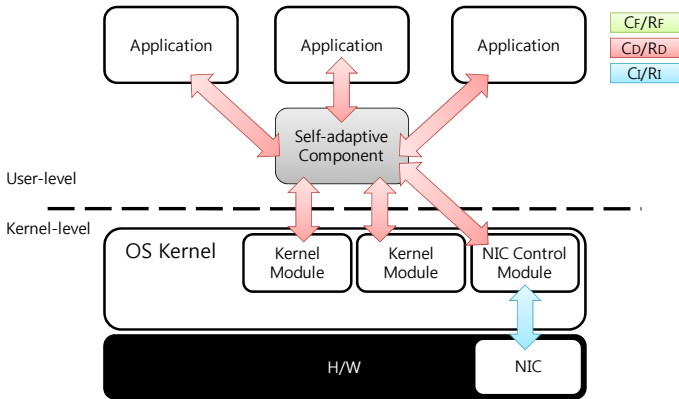 Application
Application
Application
CF/RF
CD/RD
CI/RI
Self-adaptive
Component
User-level
Kernel-level
OS Kernel
Kernel
Module
Kernel
Module
NIC Control
Module
H/W
NIC